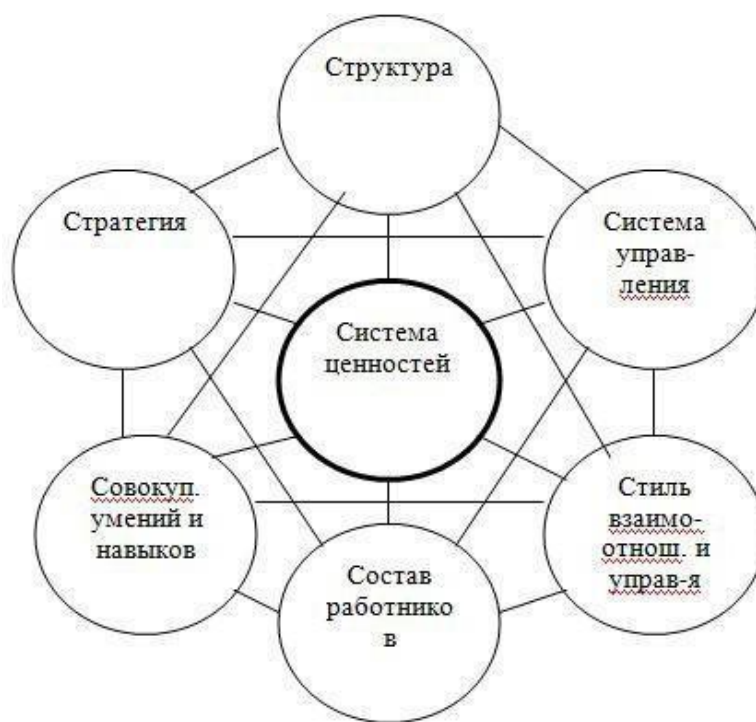 Структура
Стратегия
Система
управ-
ления
Система
ценностей
Совокуп.
умений и
навыков
Стиль
взаимо-
отнош. и
управ-я
Состав
работнико
в